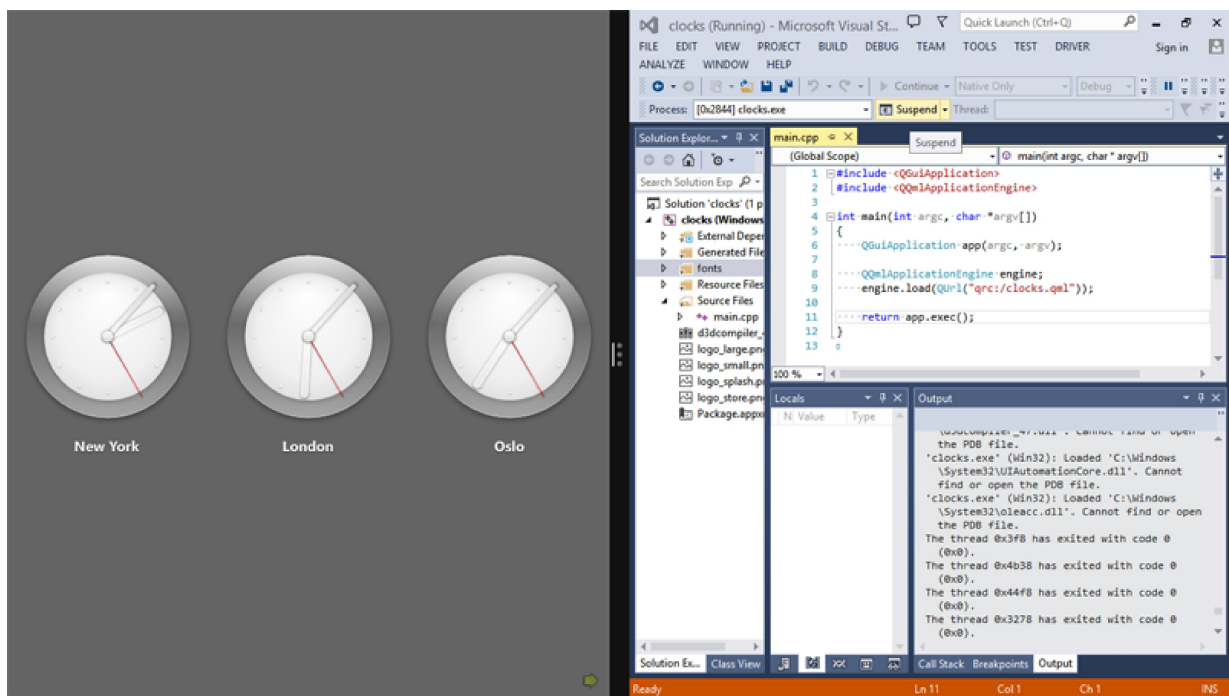 New York
London
Oslo
clocks (Running) - Microsoft Visual St...
Quick Launch (Ctrl+Q)
FILE EDIT VIEW PROJECT BUILD DEBUG TEAM TOOLS TEST DRIVER
Sign in
ANALYZE WINDOW HELP
Continue
Native Only
Debug
Process: [0x2844] clocks.exe
Suspend
Thread:
Suspend
Solution Explor...
Search Solution Exp
Solution 'clocks' (1 p
clocks (Windows
External Deper
Generated File
fonts
Resource Files
Source Files
main.cpp
d3dcompiler_
logo_large.pn
logo_small.pn
logo_splash.p
logo_store.pn
Package.appx
Solution Ex... Class View
main.cpp
(Global Scope)
main(int argc, char * argv[])
1 #include <QGuiApplication>
2 #include <QQmlApplicationEngine>
3
4 int main(int argc, char *argv[])
5 {
6 ····QGuiApplication app(argc, argv);
7
8 ····QQmlApplicationEngine engine;
9 ····engine.load(QUrl("qrc:/clocks.qml"));
10
11 ····return app.exec();
12 }
13
100 %
Locals
N Value Type
Output
\d3dcompiler_47.dll'. Cannot find or open
the PDB file.
'clocks.exe' (Win32): Loaded 'C:\Windows
\System32\UIAutomationCore.dll'. Cannot
find or open the PDB file.
'clocks.exe' (Win32): Loaded 'C:\Windows
\System32\oleacc.dll'. Cannot find or open
the PDB file.
The thread 0x3f8 has exited with code 0
(0x0).
The thread 0x4b38 has exited with code 0
(0x0).
The thread 0x44f8 has exited with code 0
(0x0).
The thread 0x3278 has exited with code 0
(0x0).
Call Stack Breakpoints Output
Ready
Ln 11 Col 1 Ch 1 INS